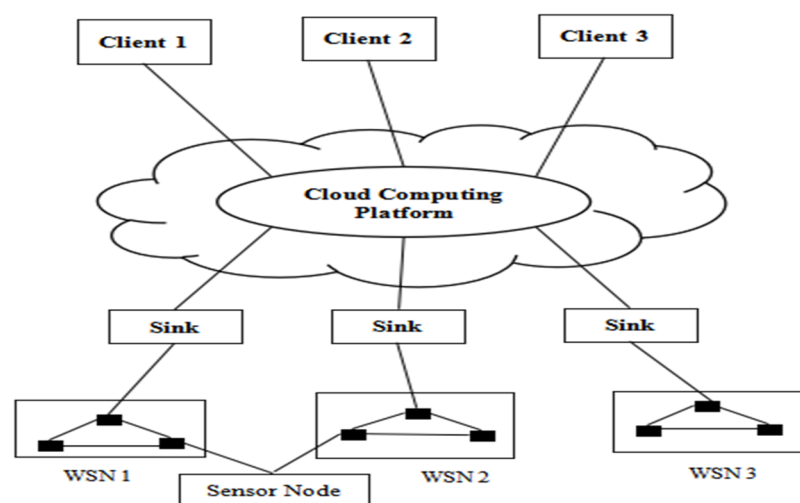 Client 1
Client 2
Client 3
Cloud Computing
Platform
Sink
Sink
Sink
WSN 1
WSN 2
WSN 3
Sensor Node